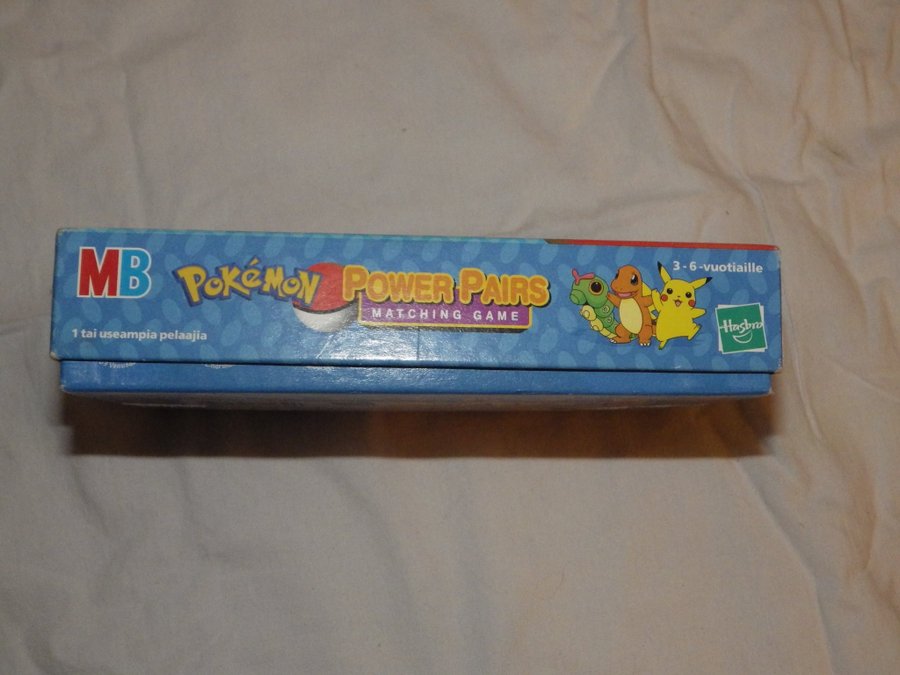 MB
POKéMON
POWER PAIRS
MATCHING GAME
1 tai useampia pelaajia
3-6-vuotiaille
Hasbro